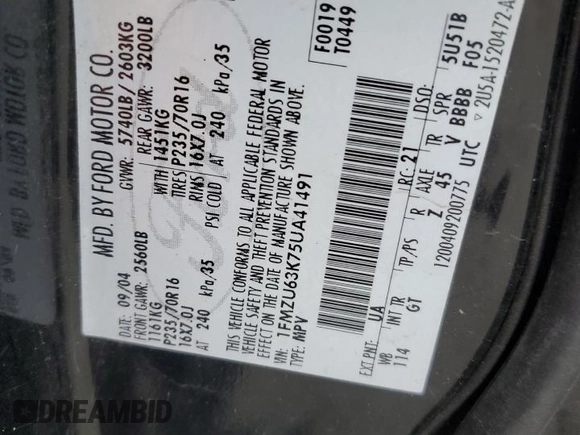 MFD. BY FORD MOTOR CO.
DATE: 09/04 GVWR: 5740LB / 2603KG
FRONT GAWR: 2560LB REAR GAWR: 3200LB
1161KG WITH 1451KG WITH
P235/70R16 TIRES P235/70R16
16X7.0J RIMS 16X7.0J
AT 240 kPa/35 PSI COLD AT 240 kPa/35
THIS VEHICLE CONFORMS TO ALL APPLICABLE FEDERAL MOTOR
VEHICLE SAFETY AND THEFT PREVENTION STANDARDS IN
EFFECT ON THE DATE OF MANUFACTURE SHOWN ABOVE.
VIN: 1FMZU63K75UA41491
TYPE: MPV
F0019
T0449
EXT PNT: UA RC: 21 DSO:
WB INT TR TP/PS R AXLE TR SPR
114 GT Z 45 V BBBB 5U51B
F05
1200409200775 UTC
▽ 2U5A-1520472-A
DREAMBID